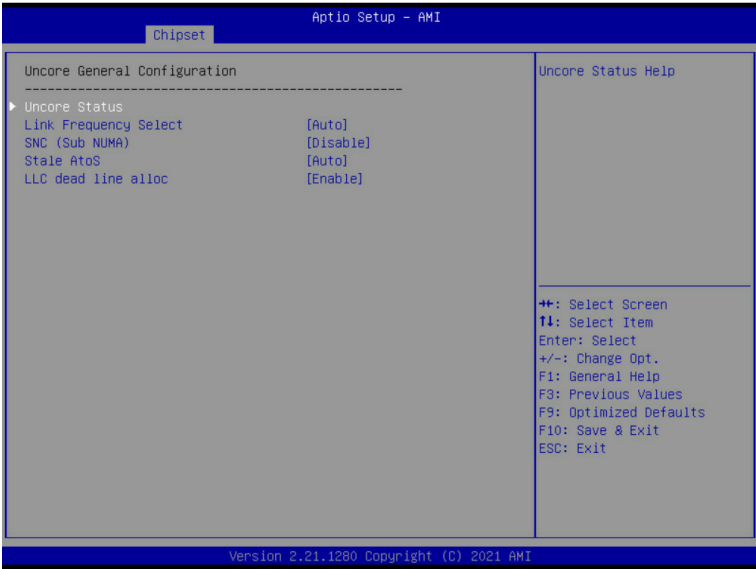 Aptio Setup – AMI
Chipset
Uncore General Configuration
--------------------------------------------------
Uncore Status
Link Frequency Select [Auto]
SNC (Sub NUMA) [Disable]
Stale AtoS [Auto]
LLC dead line alloc [Enable]
Uncore Status Help
→←: Select Screen
↑↓: Select Item
Enter: Select
+/-: Change Opt.
F1: General Help
F3: Previous Values
F9: Optimized Defaults
F10: Save & Exit
ESC: Exit
Version 2.21.1280 Copyright (C) 2021 AMI